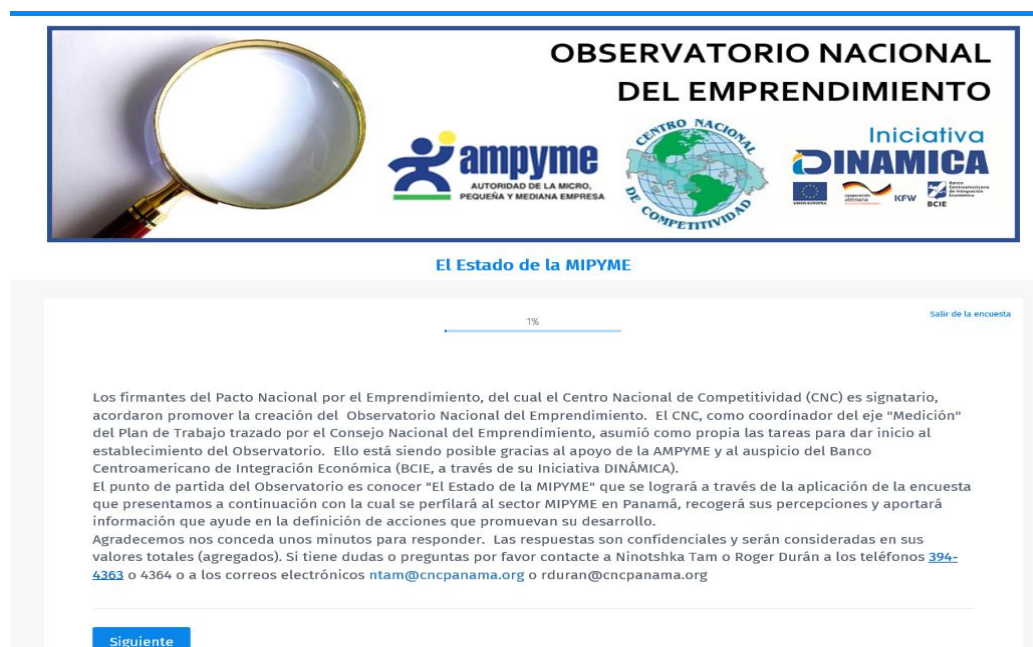 OBSERVATORIO NACIONAL
DEL EMPRENDIMIENTO
ampyme
AUTORIDAD DE LA MICRO,
PEQUEÑA Y MEDIANA EMPRESA
CENTRO NACIONAL
DE COMPETITIVIDAD
Iniciativa
DINAMICA
UNIÓN EUROPEA
cooperación
alemana
KFW
BCIE
Banco
Centroamericano
de Integración
Económica
El Estado de la MIPYME
1%
Salir de la encuesta
Los firmantes del Pacto Nacional por el Emprendimiento, del cual el Centro Nacional de Competitividad (CNC) es signatario,
acordaron promover la creación del Observatorio Nacional del Emprendimiento. El CNC, como coordinador del eje "Medición"
del Plan de Trabajo trazado por el Consejo Nacional del Emprendimiento, asumió como propia las tareas para dar inicio al
establecimiento del Observatorio. Ello está siendo posible gracias al apoyo de la AMPYME y al auspicio del Banco
Centroamericano de Integración Económica (BCIE, a través de su Iniciativa DINÁMICA).
El punto de partida del Observatorio es conocer "El Estado de la MIPYME" que se logrará a través de la aplicación de la encuesta
que presentamos a continuación con la cual se perfilará al sector MIPYME en Panamá, recogerá sus percepciones y aportará
información que ayude en la definición de acciones que promuevan su desarrollo.
Agradecemos nos conceda unos minutos para responder. Las respuestas son confidenciales y serán consideradas en sus
valores totales (agregados). Si tiene dudas o preguntas por favor contacte a Ninotshka Tam o Roger Durán a los teléfonos 394-
4363 o 4364 o a los correos electrónicos ntam@cncpanama.org o rduran@cncpanama.org
Siguiente